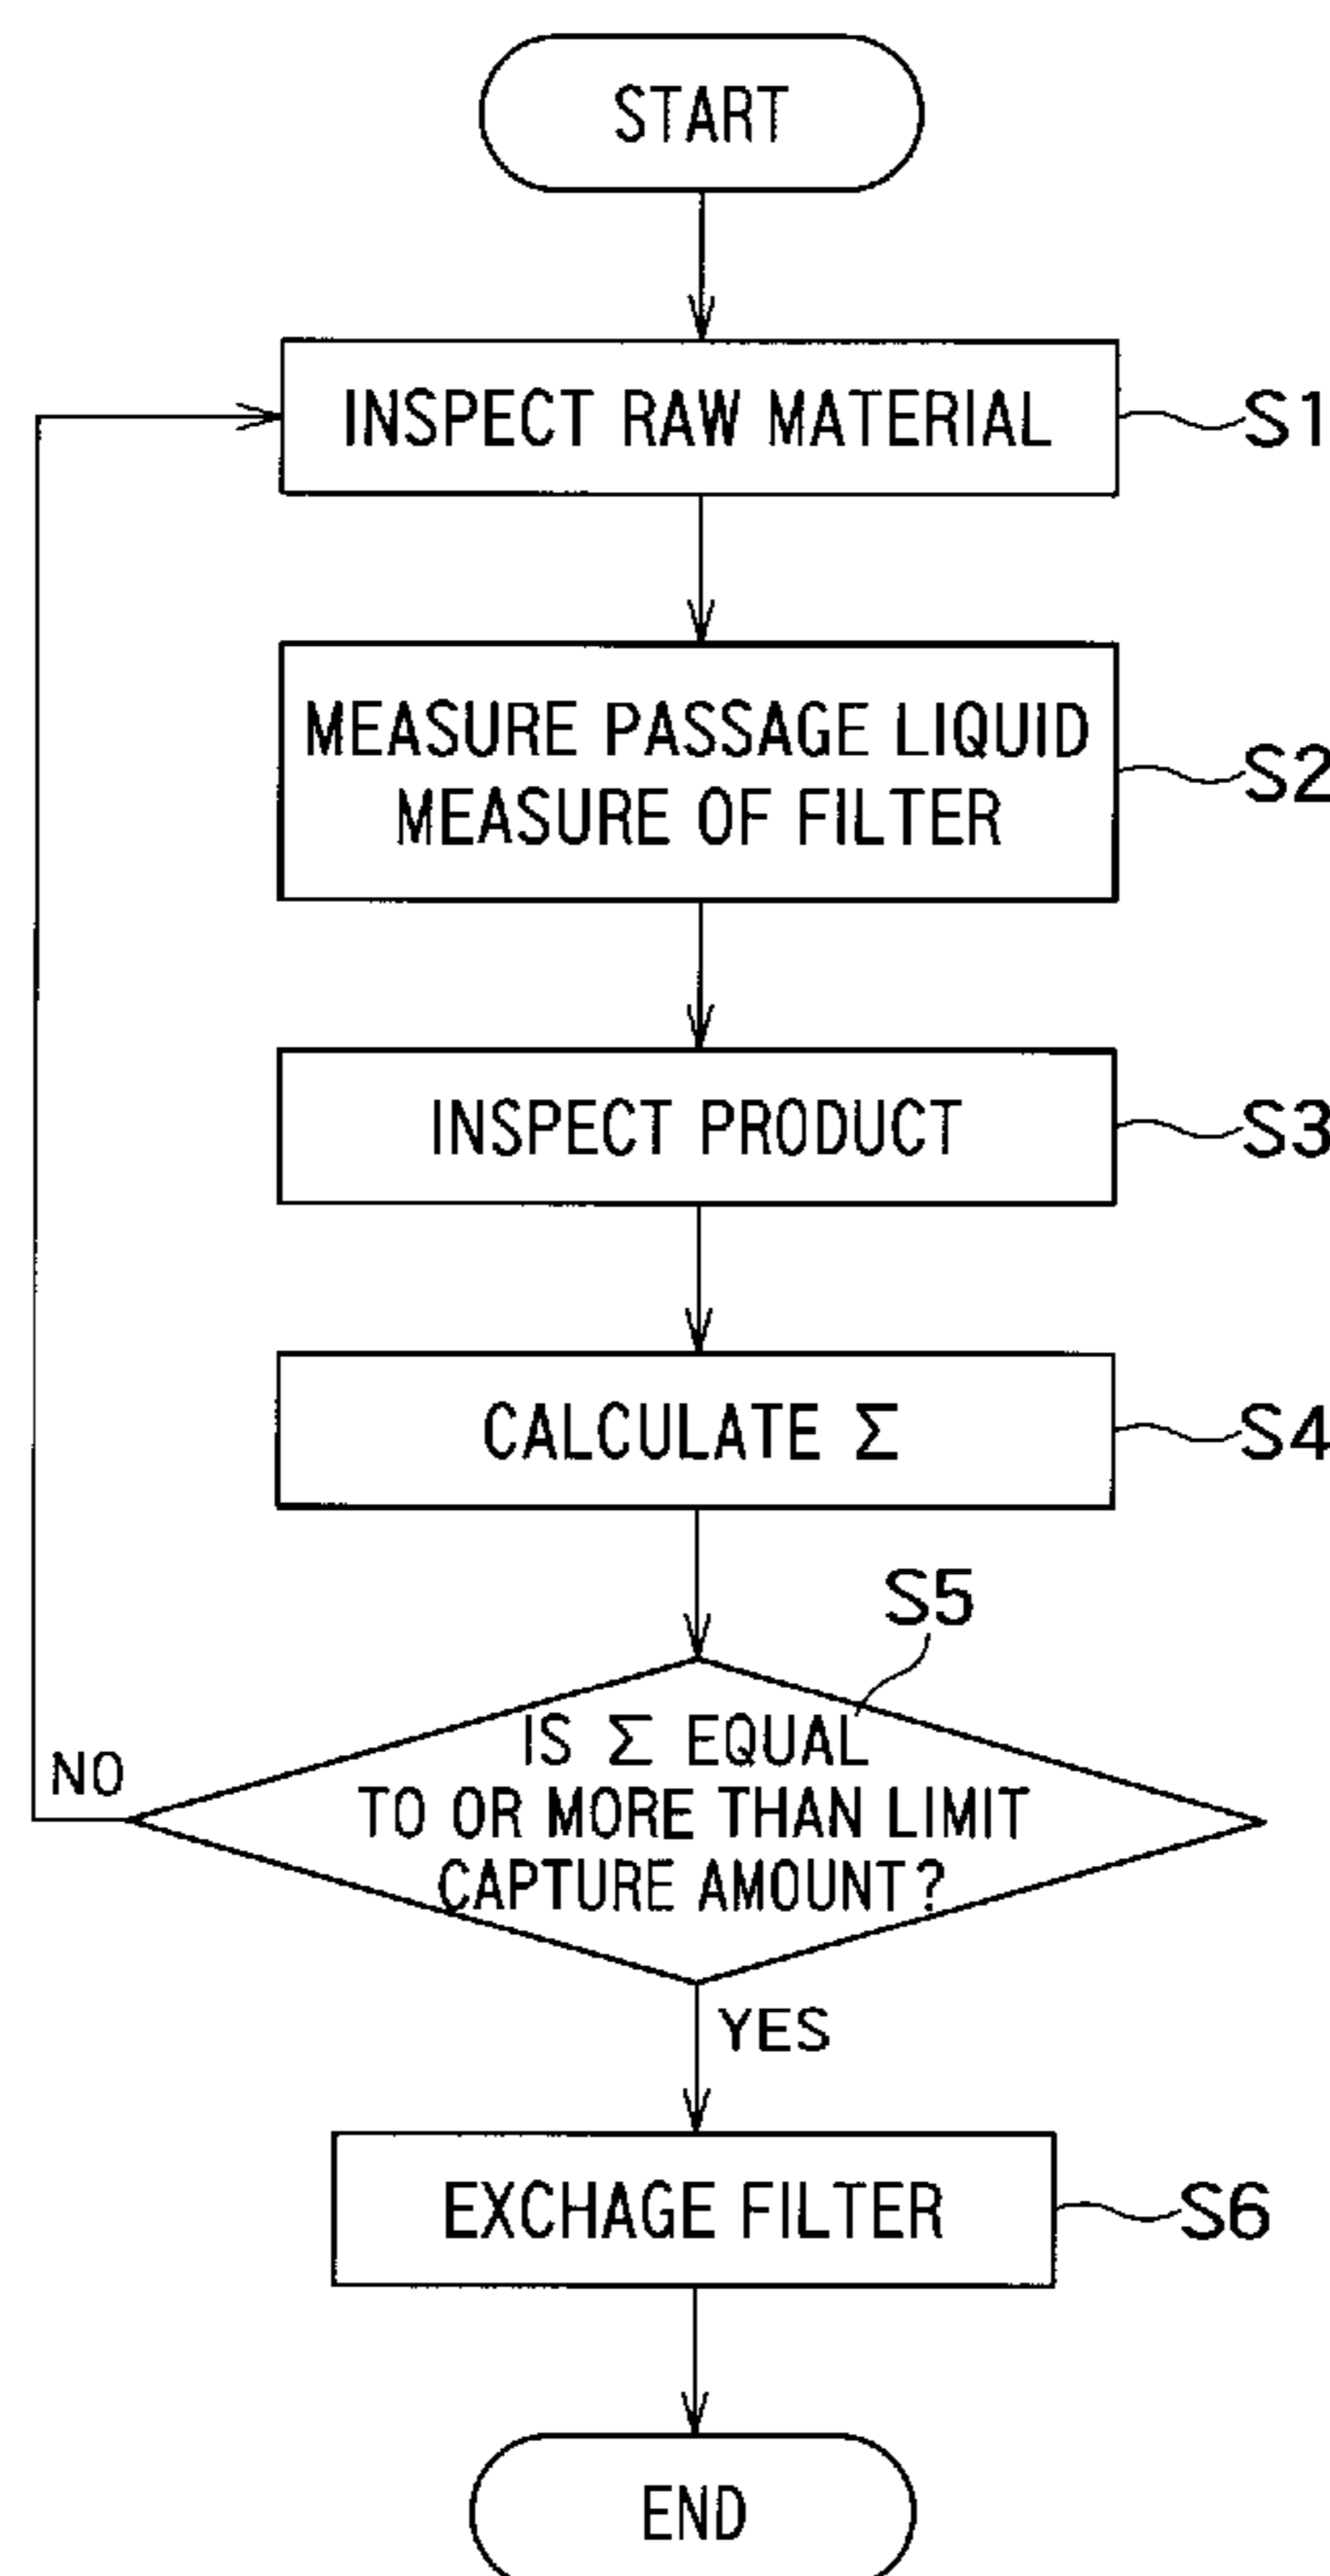 START
INSPECT RAW MATERIAL
S1
MEASURE PASSAGE LIQUID
MEASURE OF FILTER
S2
INSPECT PRODUCT
S3
CALCULATE Σ
S4
S5
IS Σ EQUAL
TO OR MORE THAN LIMIT
CAPTURE AMOUNT?
NO
YES
EXCHAGE FILTER
S6
END